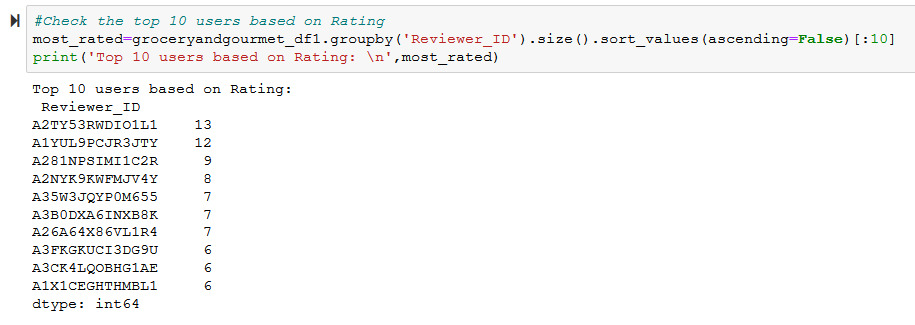 #Check the top 10 users based on Rating
most_rated=groceryandgourmet_df1.groupby('Reviewer_ID').size().sort_values(ascending=False)[:10]
print('Top 10 users based on Rating: \n',most_rated)
Top 10 users based on Rating:
Reviewer_ID
A2TY53RWDIO1L1 13
A1YUL9PCJR3JTY 12
A281NPSIMI1C2R 9
A2NYK9KWFMJV4Y 8
A35W3JQYP0M655 7
A3B0DXA6INXB8K 7
A26A64X86VL1R4 7
A3FKGKUCI3DG9U 6
A3CK4LQOBHG1AE 6
A1X1CEGHTHMBL1 6
dtype: int64